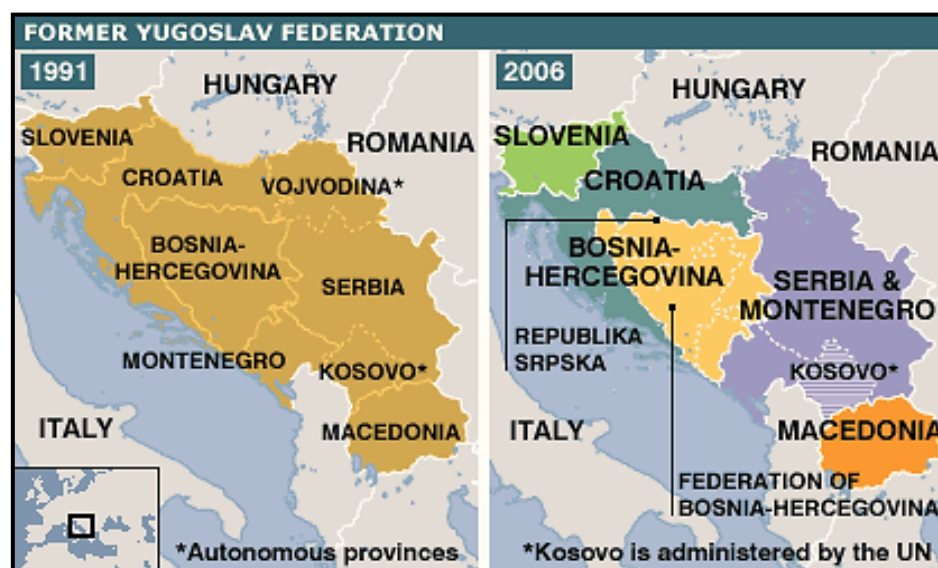 FORMER YUGOSLAV FEDERATION
1991
HUNGARY
SLOVENIA
ROMANIA
CROATIA
VOJVODINA*
BOSNIA-
HERCEGOVINA
SERBIA
MONTENEGRO
KOSOVO*
ITALY
MACEDONIA
*Autonomous provinces
2006
HUNGARY
SLOVENIA
ROMANIA
CROATIA
BOSNIA-
HERCEGOVINA
SERBIA &
MONTENEGRO
REPUBLIKA
SRPSKA
KOSOVO*
ITALY
MACEDONIA
FEDERATION OF
BOSNIA-HERCEGOVINA
*Kosovo is administered by the UN